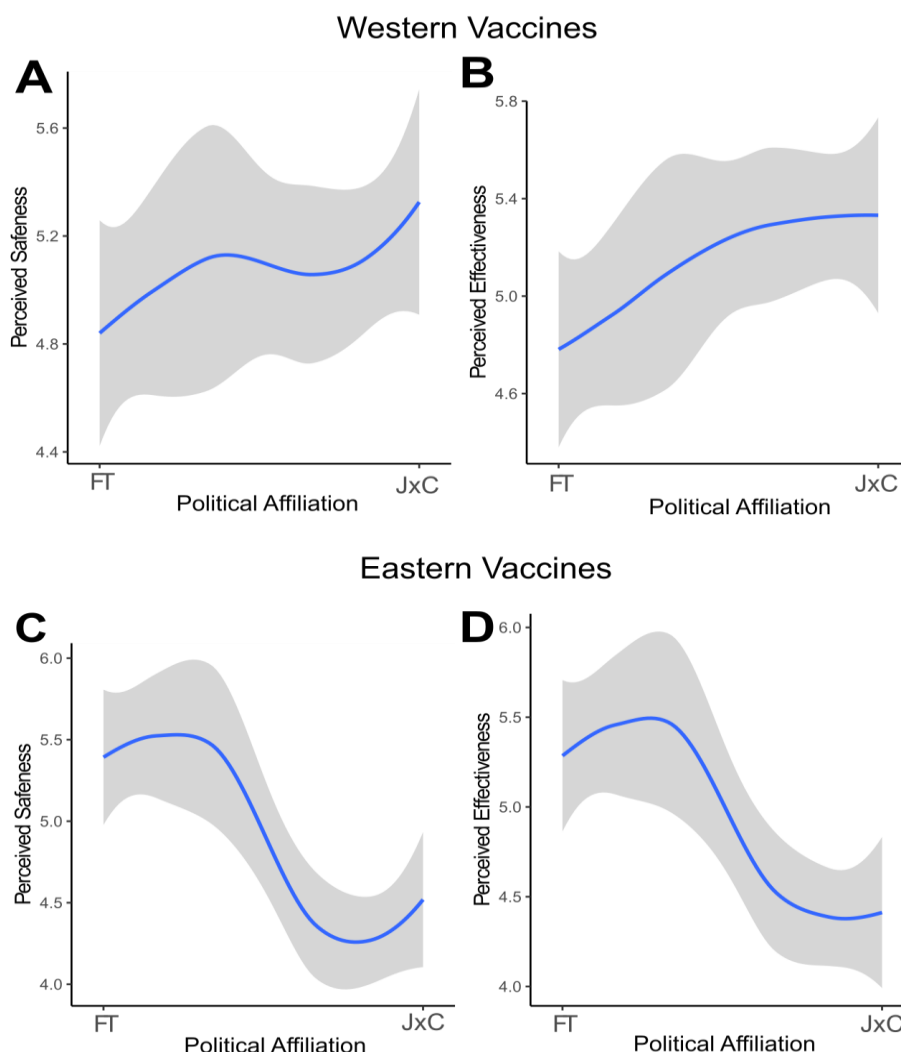 Western Vaccines
A
Perceived Safeness
5.6
5.2
4.8
4.4
FT
JxC
Political Affiliation
B
Perceived Effectiveness
5.8
5.4
5.0
4.6
FT
JxC
Political Affiliation
Eastern Vaccines
C
Perceived Safeness
6.0
5.5
5.0
4.5
4.0
FT
JxC
Political Affiliation
D
Perceived Effectiveness
6.0
5.5
5.0
4.5
4.0
FT
JxC
Political Affiliation